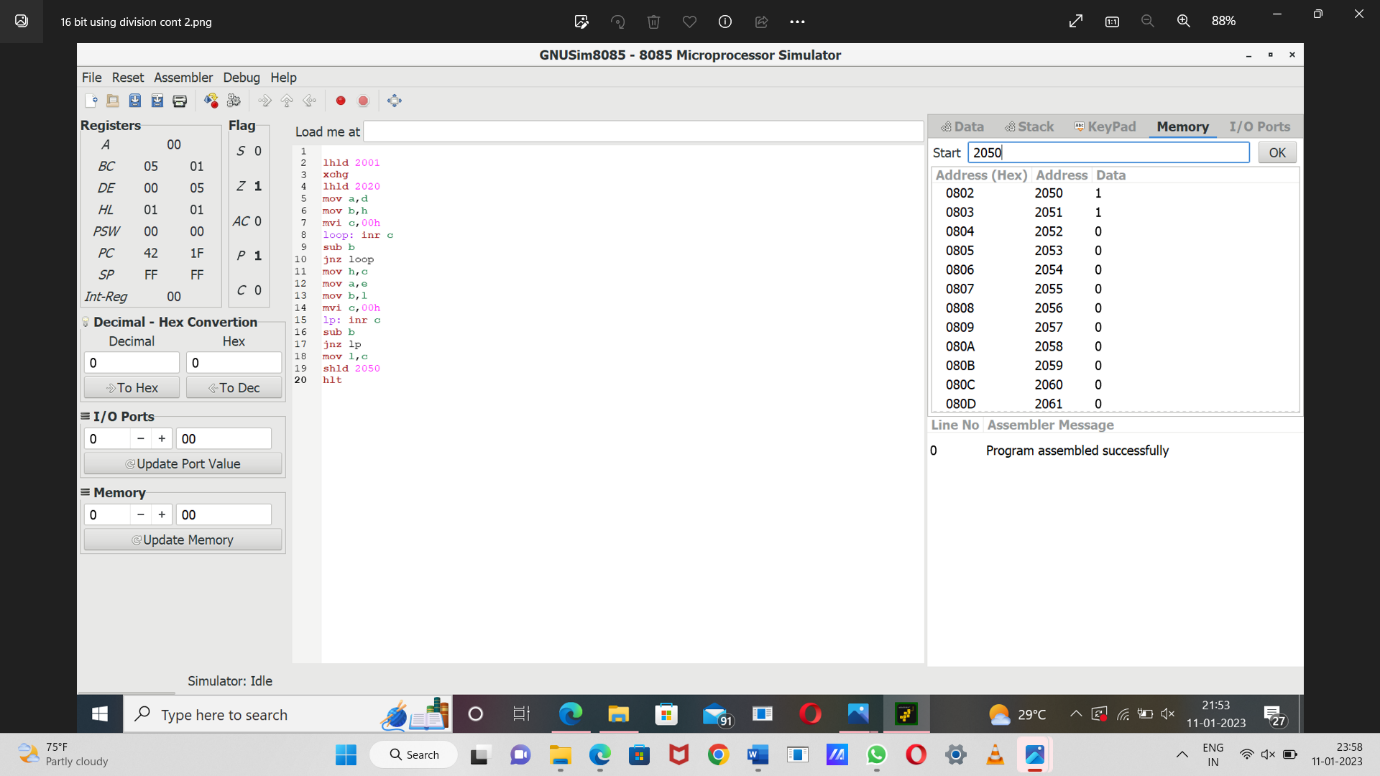 16 bit using division cont 2.png
88%
GNUSim8085 - 8085 Microprocessor Simulator
File Reset Assembler Debug Help
Registers
A 00
BC 05 01
DE 00 05
HL 01 01
PSW 00 00
PC 42 1F
SP FF FF
Int-Reg 00
Flag
S 0
Z 1
AC 0
P 1
C 0
Decimal - Hex Convertion
Decimal Hex
0 0
To Hex To Dec
I/O Ports
0 - + 00
Update Port Value
Memory
0 - + 00
Update Memory
Load me at
1
2 lhld 2001
3 xchg
4 lhld 2020
5 mov a,d
6 mov b,h
7 mvi c,00h
8 loop: inr c
9 sub b
10 jnz loop
11 mov h,c
12 mov a,e
13 mov b,l
14 mvi c,00h
15 lp: inr c
16 sub b
17 jnz lp
18 mov l,c
19 shld 2050
20 hlt
Data Stack KeyPad Memory I/O Ports
Start 2050 OK
Address (Hex) Address Data
0802 2050 1
0803 2051 1
0804 2052 0
0805 2053 0
0806 2054 0
0807 2055 0
0808 2056 0
0809 2057 0
080A 2058 0
080B 2059 0
080C 2060 0
080D 2061 0
Line No Assembler Message
0 Program assembled successfully
Simulator: Idle
Type here to search
91
29°C
21:53
11-01-2023
27
75°F
Partly cloudy
Search
ENG
IN
23:58
11-01-2023